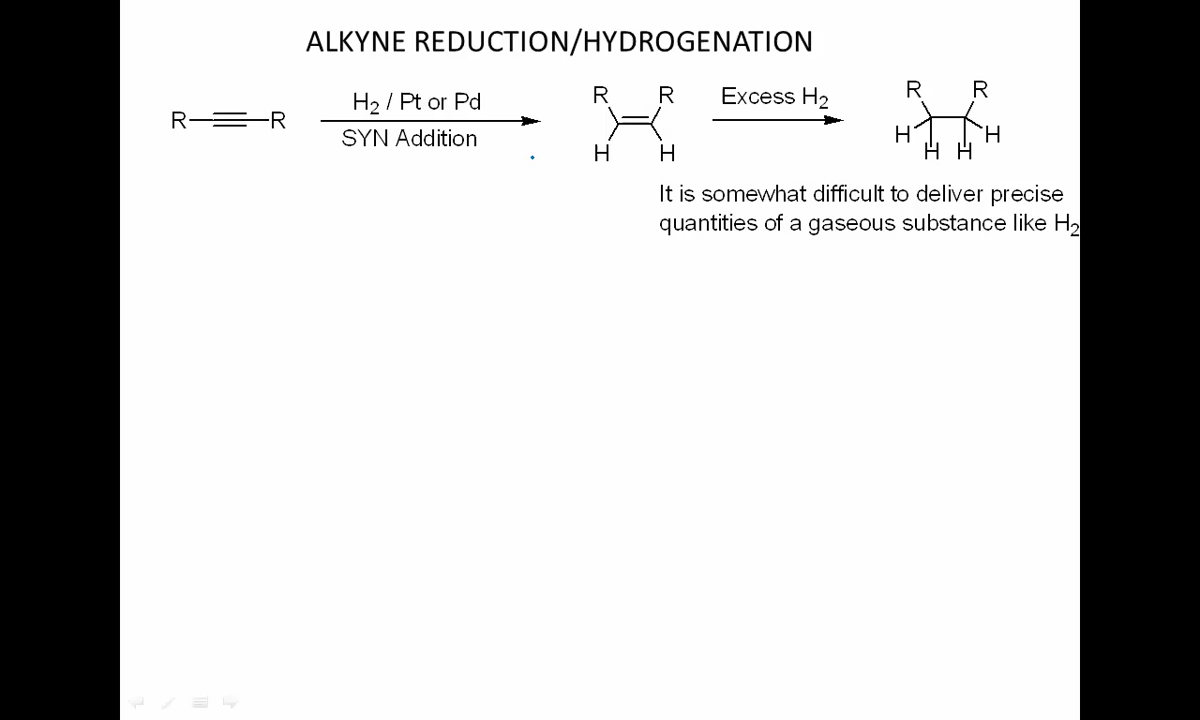 ALKYNE REDUCTION/HYDROGENATION
R R
H₂ / Pt or Pd
SYN Addition
R R
H H
Excess H₂
R R
H H
H H
It is somewhat difficult to deliver precise
quantities of a gaseous substance like H₂